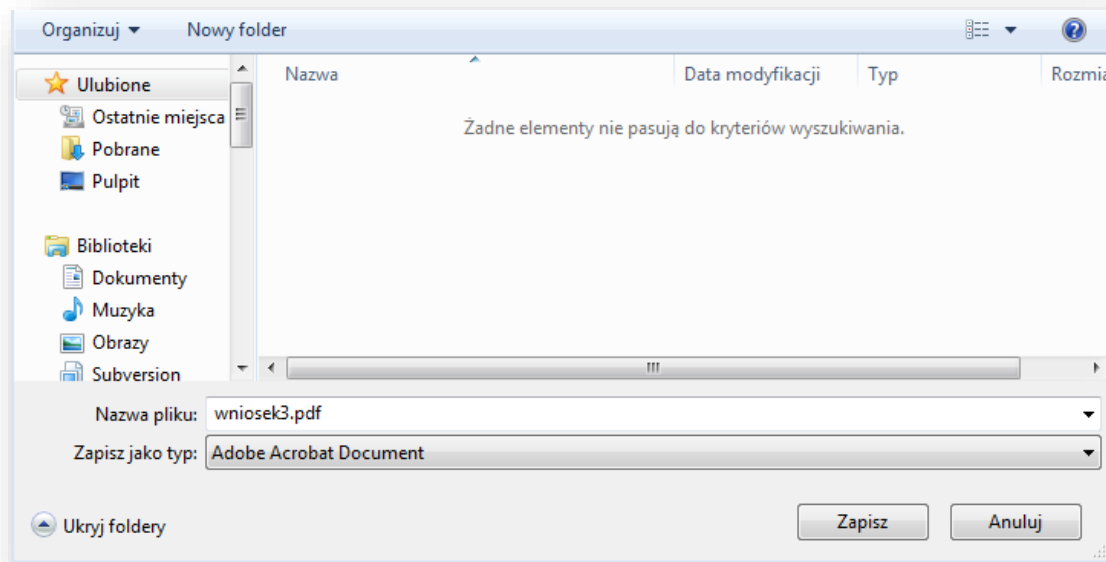 Organizuj Nowy folder
Nazwa Data modyfikacji Typ Rozmia
Żadne elementy nie pasują do kryteriów wyszukiwania.
Ulubione
Ostatnie miejsca
Pobrane
Pulpit
Biblioteki
Dokumenty
Muzyka
Obrazy
Subversion
Nazwa pliku: wniosek3.pdf
Zapisz jako typ: Adobe Acrobat Document
Ukryj foldery Zapisz Anuluj